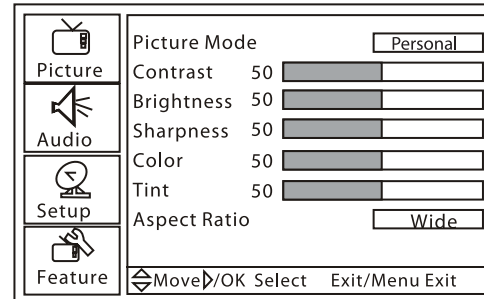 Picture
Audio
Setup
Feature
Picture Mode Personal
Contrast 50
Brightness 50
Sharpness 50
Color 50
Tint 50
Aspect Ratio Wide
Move/OK Select Exit/Menu Exit